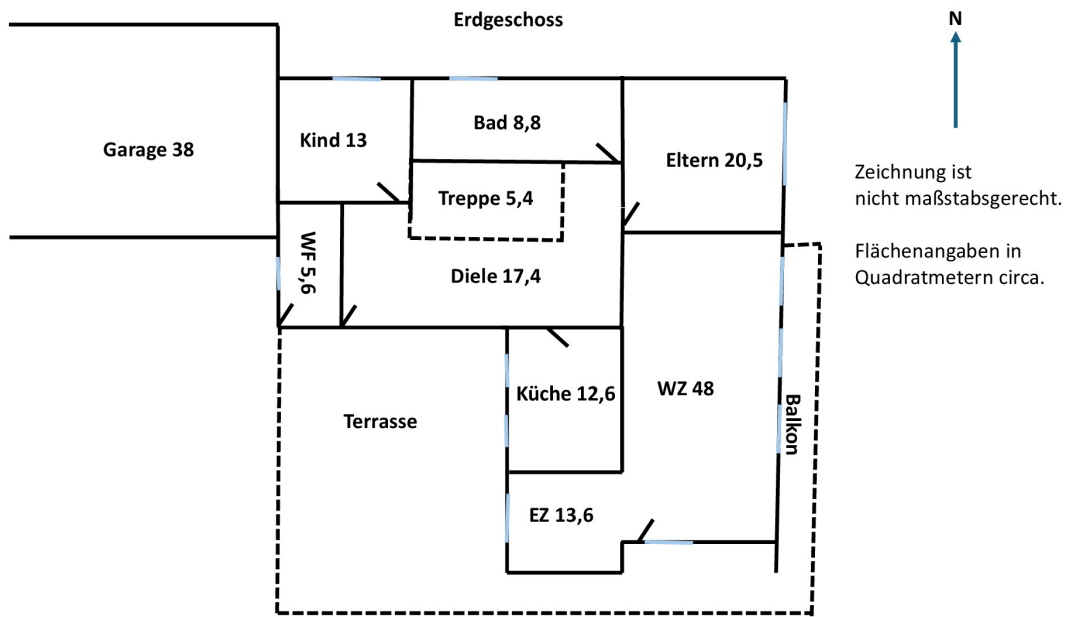 Erdgeschoss
N
Garage 38
Kind 13
Bad 8,8
Eltern 20,5
Treppe 5,4
WF 5,6
Diele 17,4
Küche 12,6
WZ 48
Balkon
Terrasse
EZ 13,6
Zeichnung ist
nicht maßstabsgerecht.
Flächenangaben in
Quadratmetern circa.